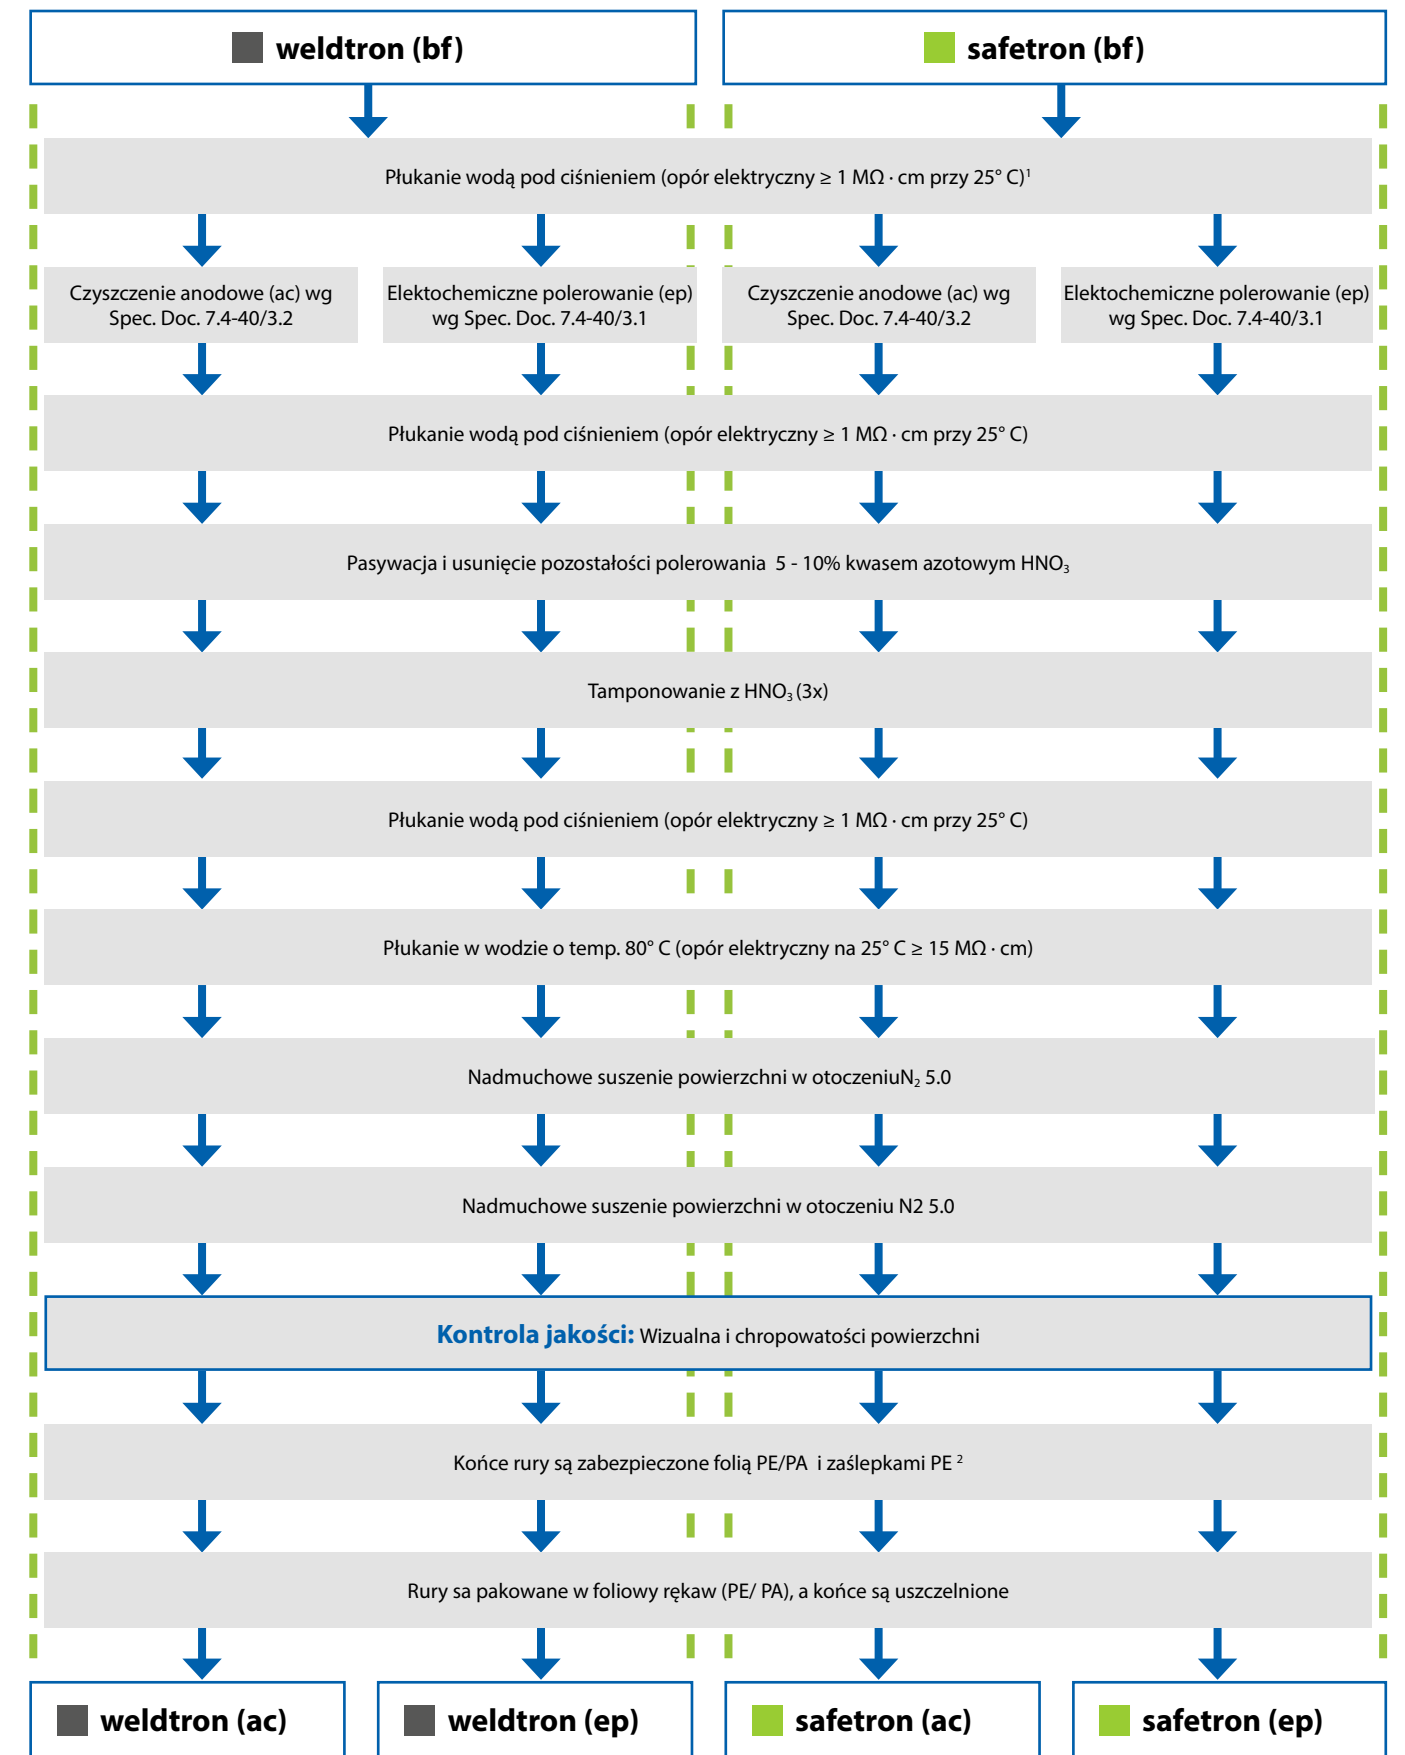 weldtron (bf)
safetron (bf)
Płukanie wodą pod ciśnieniem (opór elektryczny ≥ 1 MΩ · cm przy 25° C)¹
Czyszczenie anodowe (ac) wg
Spec. Doc. 7.4-40/3.2
Elektochemiczne polerowanie (ep)
wg Spec. Doc. 7.4-40/3.1
Czyszczenie anodowe (ac) wg
Spec. Doc. 7.4-40/3.2
Elektochemiczne polerowanie (ep)
wg Spec. Doc. 7.4-40/3.1
Płukanie wodą pod ciśnieniem (opór elektryczny ≥ 1 MΩ · cm przy 25° C)
Pasywacja i usunięcie pozostałości polerowania 5 - 10% kwasem azotowym HNO₃
Tamponowanie z HNO₃ (3x)
Płukanie wodą pod ciśnieniem (opór elektryczny ≥ 1 MΩ · cm przy 25° C)
Płukanie w wodzie o temp. 80° C (opór elektryczny na 25° C ≥ 15 MΩ · cm)
Nadmuchowe suszenie powierzchni w otoczeniuN₂ 5.0
Nadmuchowe suszenie powierzchni w otoczeniu N2 5.0
Kontrola jakości: Wizualna i chropowatości powierzchni
Końce rury są zabezpieczone folią PE/PA i zaślepkami PE ²
Rury sa pakowane w foliowy rękaw (PE/ PA), a końce są uszczelnione
weldtron (ac)
weldtron (ep)
safetron (ac)
safetron (ep)